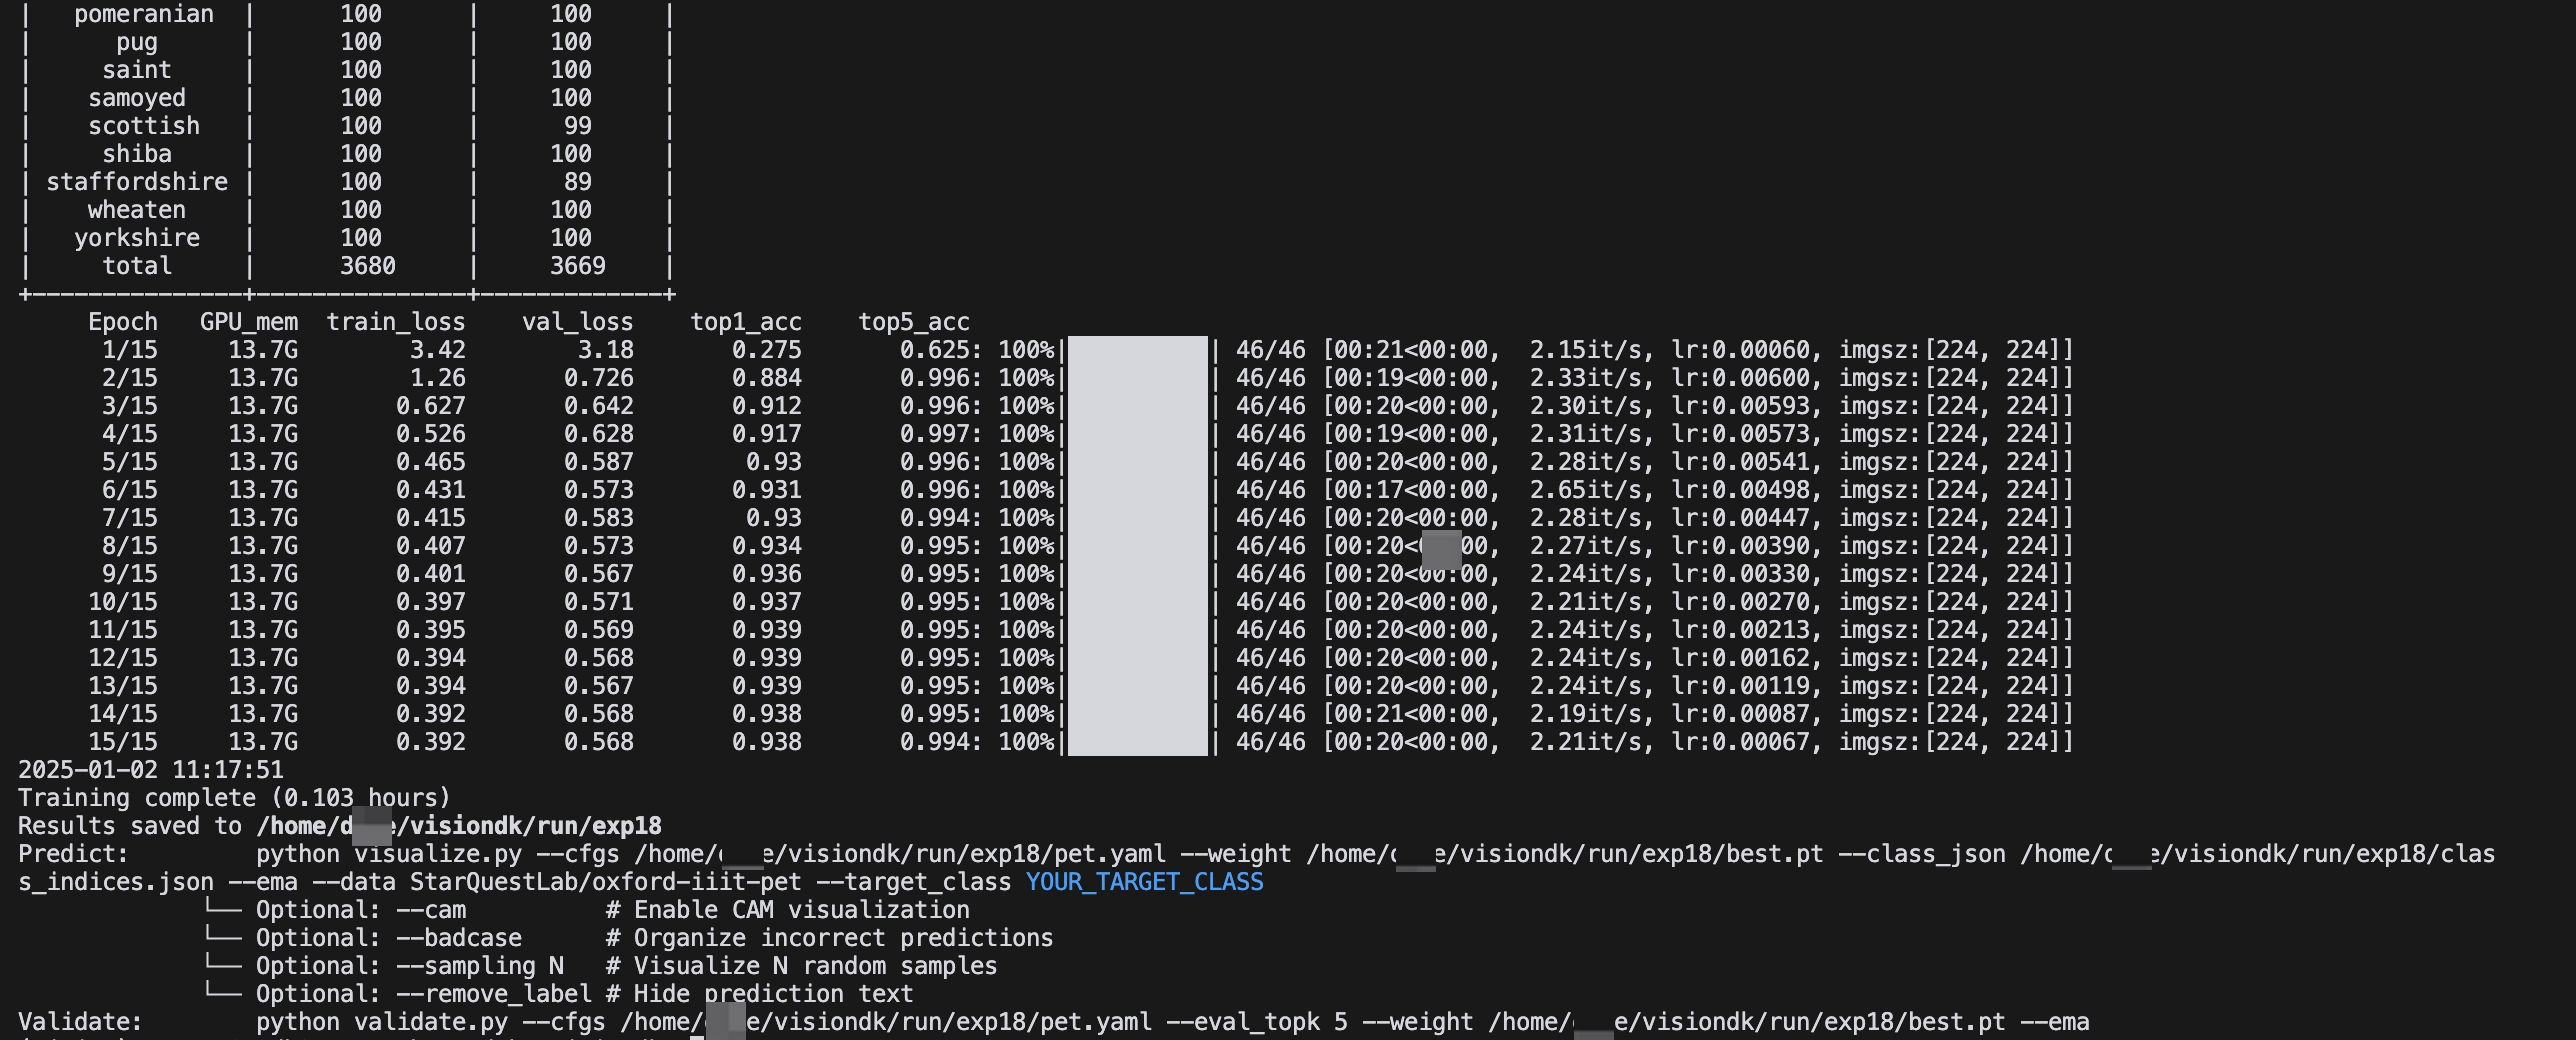 | pomeranian | 100 | 100 |
| pug | 100 | 100 |
| saint | 100 | 100 |
| samoyed | 100 | 100 |
| scottish | 100 | 99 |
| shiba | 100 | 100 |
| staffordshire | 100 | 89 |
| wheaten | 100 | 100 |
| yorkshire | 100 | 100 |
| total | 3680 | 3669 |
+---------------+---------------+-------------+
Epoch GPU_mem train_loss val_loss top1_acc top5_acc
1/15 13.7G 3.42 3.18 0.275 0.625: 100%| | 46/46 [00:21<00:00, 2.15it/s, lr:0.00060, imgsz:[224, 224]]
2/15 13.7G 1.26 0.726 0.884 0.996: 100%| | 46/46 [00:19<00:00, 2.33it/s, lr:0.00600, imgsz:[224, 224]]
3/15 13.7G 0.627 0.642 0.912 0.996: 100%| | 46/46 [00:20<00:00, 2.30it/s, lr:0.00593, imgsz:[224, 224]]
4/15 13.7G 0.526 0.628 0.917 0.997: 100%| | 46/46 [00:19<00:00, 2.31it/s, lr:0.00573, imgsz:[224, 224]]
5/15 13.7G 0.465 0.587 0.93 0.996: 100%| | 46/46 [00:20<00:00, 2.28it/s, lr:0.00541, imgsz:[224, 224]]
6/15 13.7G 0.431 0.573 0.931 0.996: 100%| | 46/46 [00:17<00:00, 2.65it/s, lr:0.00498, imgsz:[224, 224]]
7/15 13.7G 0.415 0.583 0.93 0.994: 100%| | 46/46 [00:20<00:00, 2.28it/s, lr:0.00447, imgsz:[224, 224]]
8/15 13.7G 0.407 0.573 0.934 0.995: 100%| | 46/46 [00:20< 00, 2.27it/s, lr:0.00390, imgsz:[224, 224]]
9/15 13.7G 0.401 0.567 0.936 0.995: 100%| | 46/46 [00:20<00:00, 2.24it/s, lr:0.00330, imgsz:[224, 224]]
10/15 13.7G 0.397 0.571 0.937 0.995: 100%| | 46/46 [00:20<00:00, 2.21it/s, lr:0.00270, imgsz:[224, 224]]
11/15 13.7G 0.395 0.569 0.939 0.995: 100%| | 46/46 [00:20<00:00, 2.24it/s, lr:0.00213, imgsz:[224, 224]]
12/15 13.7G 0.394 0.568 0.939 0.995: 100%| | 46/46 [00:20<00:00, 2.24it/s, lr:0.00162, imgsz:[224, 224]]
13/15 13.7G 0.394 0.567 0.939 0.995: 100%| | 46/46 [00:20<00:00, 2.24it/s, lr:0.00119, imgsz:[224, 224]]
14/15 13.7G 0.392 0.568 0.938 0.995: 100%| | 46/46 [00:21<00:00, 2.19it/s, lr:0.00087, imgsz:[224, 224]]
15/15 13.7G 0.392 0.568 0.938 0.994: 100%| | 46/46 [00:20<00:00, 2.21it/s, lr:0.00067, imgsz:[224, 224]]
2025-01-02 11:17:51
Training complete (0.103 hours)
Results saved to /home/d e/visiondk/run/exp18
Predict: python visualize.py --cfgs /home/ e/visiondk/run/exp18/pet.yaml --weight /home/ e/visiondk/run/exp18/best.pt --class_json /home/ e/visiondk/run/exp18/clas
s_indices.json --ema --data StarQuestLab/oxford-iiit-pet --target_class YOUR_TARGET_CLASS
└── Optional: --cam # Enable CAM visualization
└── Optional: --badcase # Organize incorrect predictions
└── Optional: --sampling N # Visualize N random samples
└── Optional: --remove_label # Hide prediction text
Validate: python validate.py --cfgs /home/ e/visiondk/run/exp18/pet.yaml --eval_topk 5 --weight /home/ e/visiondk/run/exp18/best.pt --ema